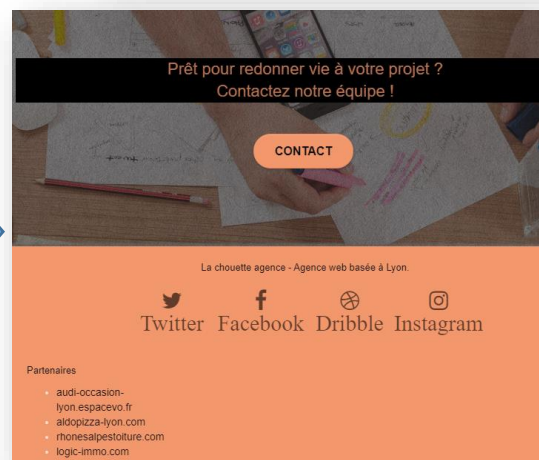 Prêt pour redonner vie à votre projet ?
Contactez notre équipe !
CONTACT
La chouette agence - Agence web basée à Lyon.
Twitter Facebook Dribble Instagram
Partenaires
audi-occasion-
lyon.espacevo.fr
aldopizza-lyon.com
rhonesalpestoiture.com
logic-immo.com